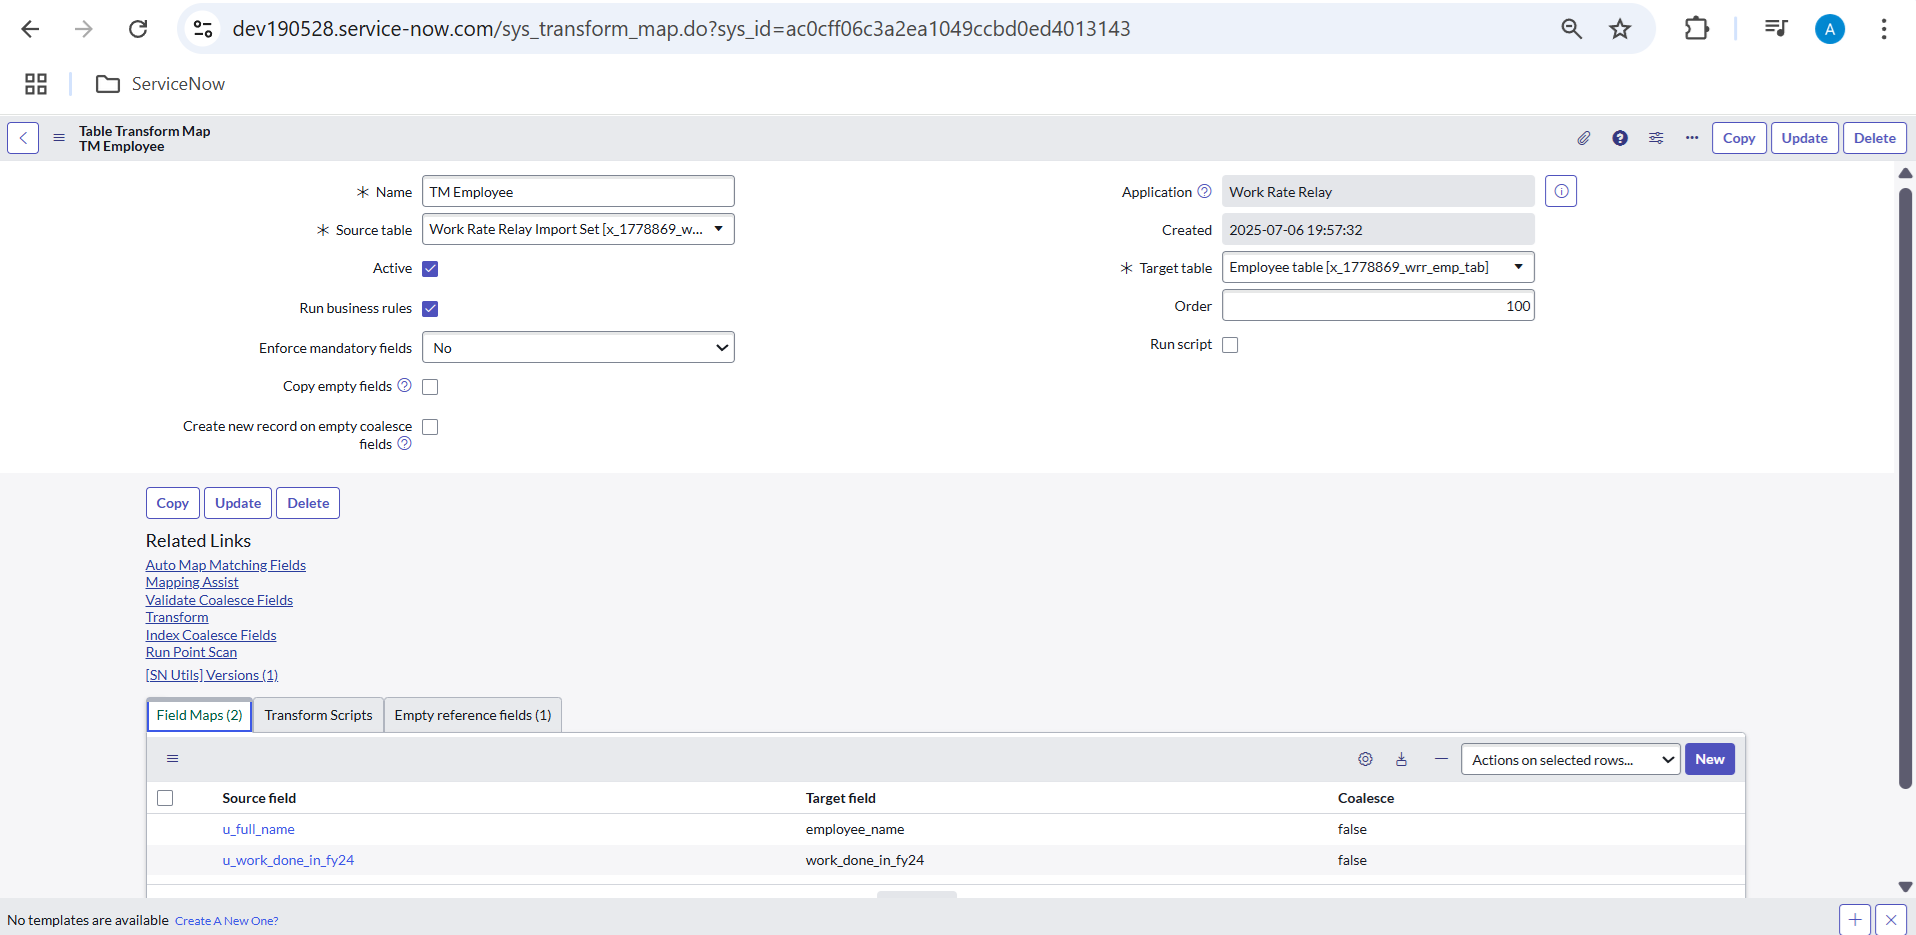 dev190528.service-now.com/sys_transform_map.do?sys_id=ac0cff06c3a2ea1049ccbd0ed4013143
A
ServiceNow
Table Transform Map
TM Employee
Copy
Update
Delete
Name
TM Employee
Application
Work Rate Relay
Source table
Work Rate Relay Import Set [x_1778869_w...
Created
2025-07-06 19:57:32
Active
Target table
Employee table [x_1778869_wrr_emp_tab]
Run business rules
Order
100
Enforce mandatory fields
No
Run script
Copy empty fields
Create new record on empty coalesce
fields
Copy
Update
Delete
Related Links
Auto Map Matching Fields
Mapping Assist
Validate Coalesce Fields
Transform
Index Coalesce Fields
Run Point Scan
[SN Utils] Versions (1)
Field Maps (2)
Transform Scripts
Empty reference fields (1)
Actions on selected rows...
New
Source field
Target field
Coalesce
u_full_name
employee_name
false
u_work_done_in_fy24
work_done_in_fy24
false
No templates are available
Create A New One?